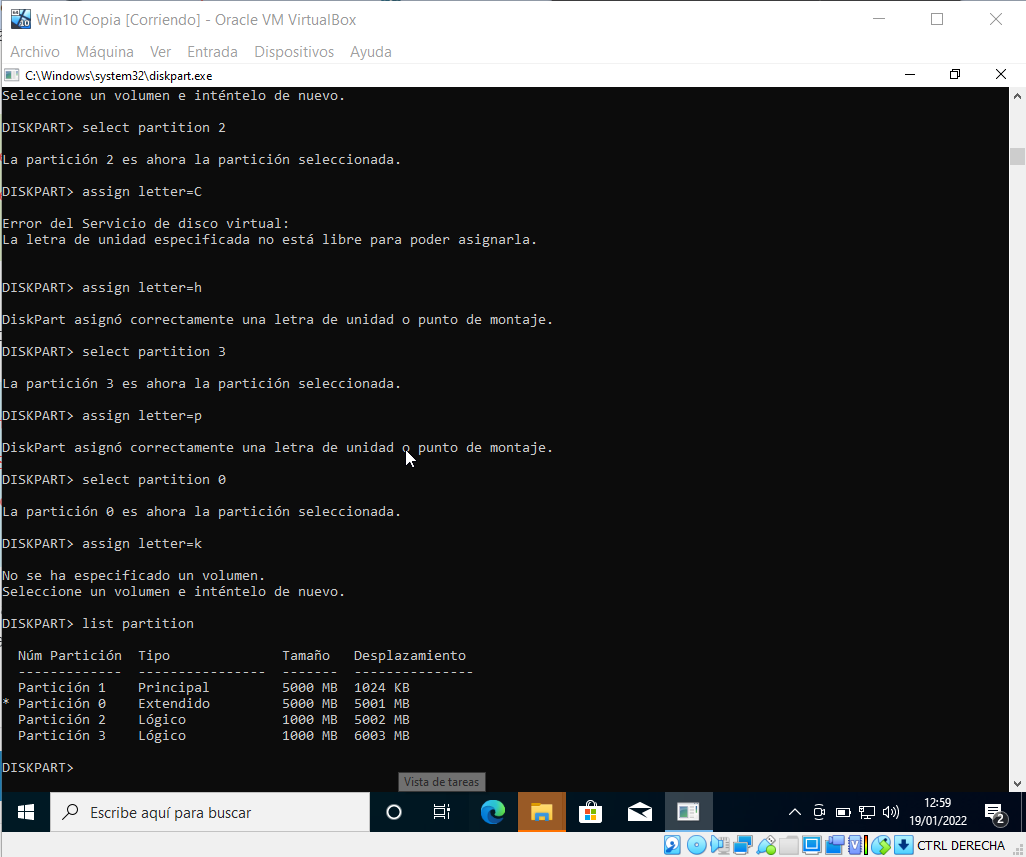 Win10 Copia [Corriendo] - Oracle VM VirtualBox
Archivo Máquina Ver Entrada Dispositivos Ayuda
C:\Windows\system32\diskpart.exe
Seleccione un volumen e inténtelo de nuevo.
DISKPART> select partition 2
La partición 2 es ahora la partición seleccionada.
DISKPART> assign letter=C
Error del Servicio de disco virtual:
La letra de unidad especificada no está libre para poder asignarla.
DISKPART> assign letter=h
DiskPart asignó correctamente una letra de unidad o punto de montaje.
DISKPART> select partition 3
La partición 3 es ahora la partición seleccionada.
DISKPART> assign letter=p
DiskPart asignó correctamente una letra de unidad o punto de montaje.
DISKPART> select partition 0
La partición 0 es ahora la partición seleccionada.
DISKPART> assign letter=k
No se ha especificado un volumen.
Seleccione un volumen e inténtelo de nuevo.
DISKPART> list partition
Núm Partición Tipo Tamaño Desplazamiento
------------- ---------------- ------- ---------------
Partición 1 Principal 5000 MB 1024 KB
* Partición 0 Extendido 5000 MB 5001 MB
Partición 2 Lógico 1000 MB 5002 MB
Partición 3 Lógico 1000 MB 6003 MB
DISKPART>
Vista de tareas
Escribe aquí para buscar
12:59
19/01/2022
2
CTRL DERECHA